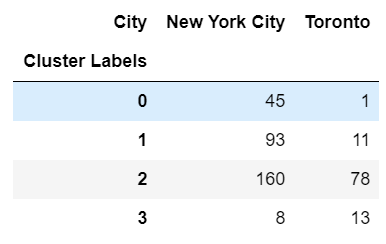 City New York City Toronto
Cluster Labels
0 45 1
1 93 11
2 160 78
3 8 13